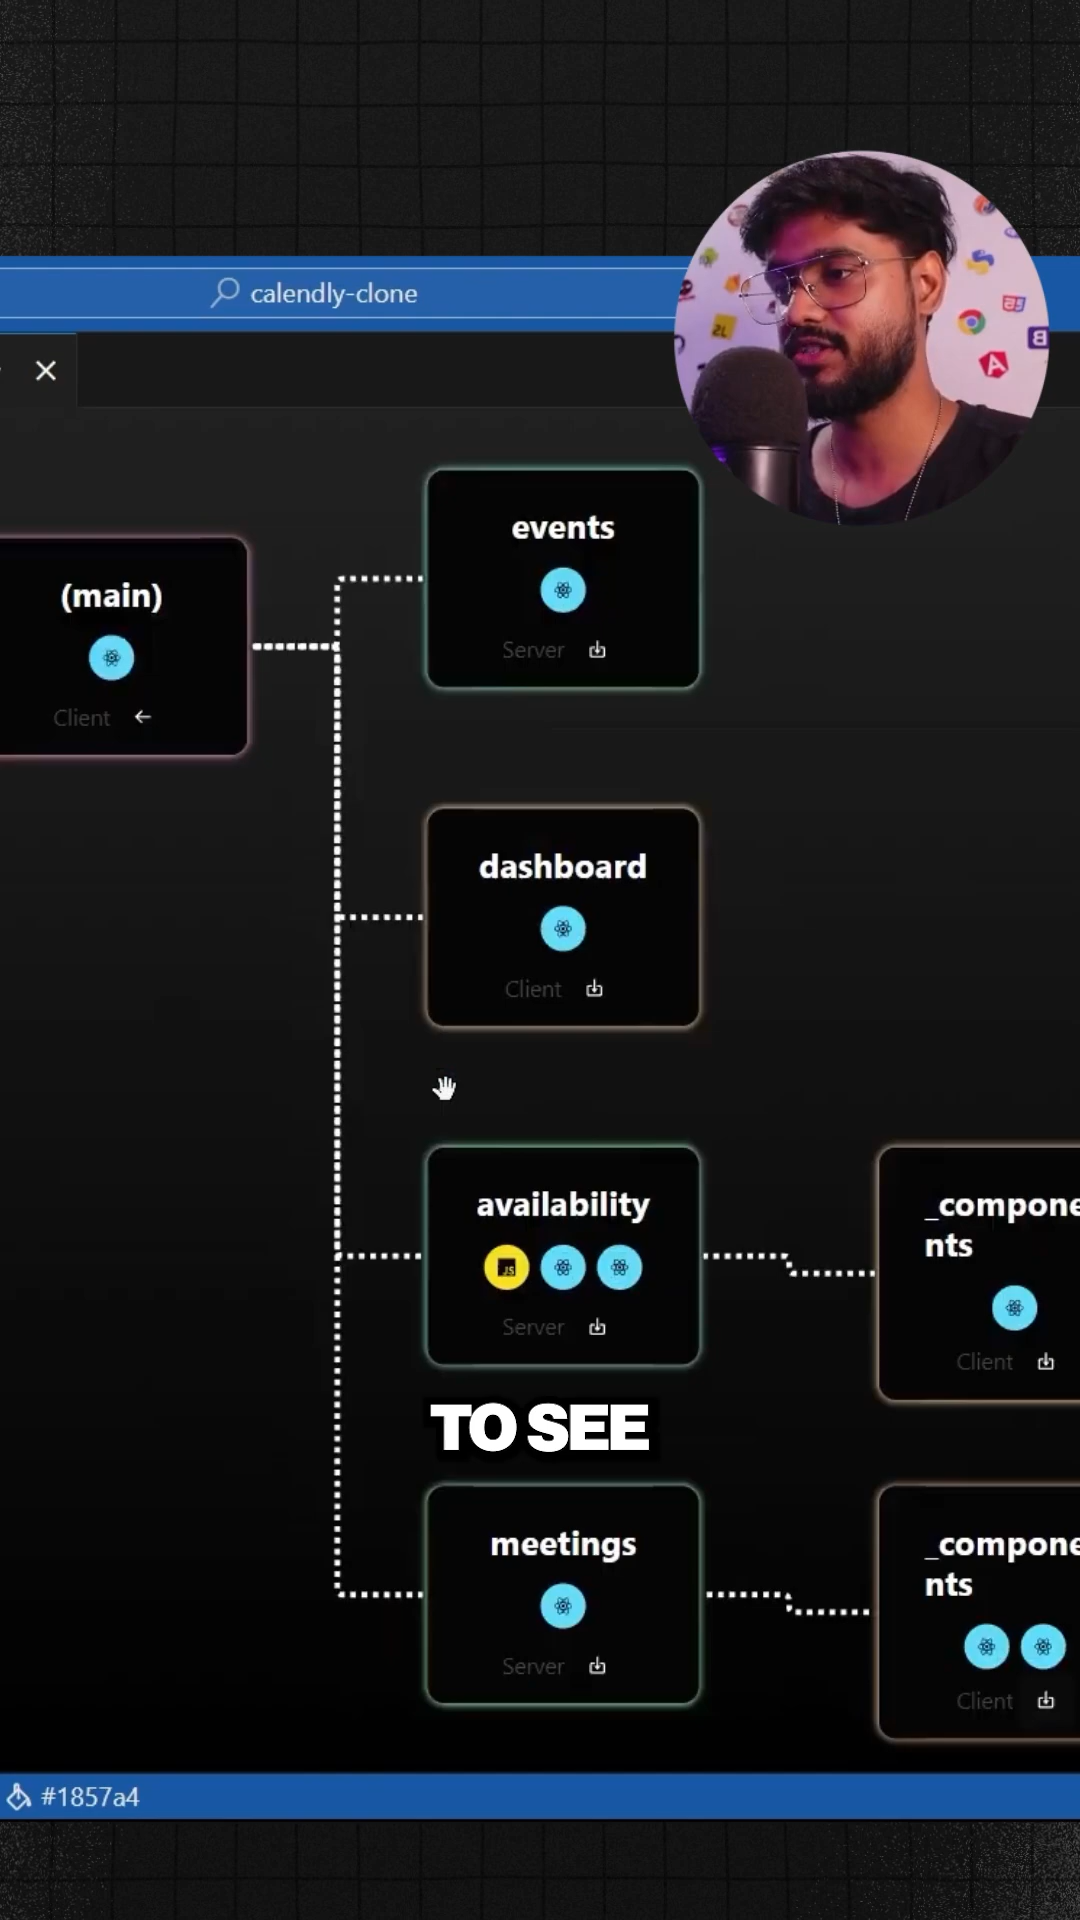 calendly-clone
events
Server
(main)
Client
dashboard
Client
availability
JS
Server
_compone
nts
Client
TO SEE
meetings
Server
_compone
nts
Client
#1857a4